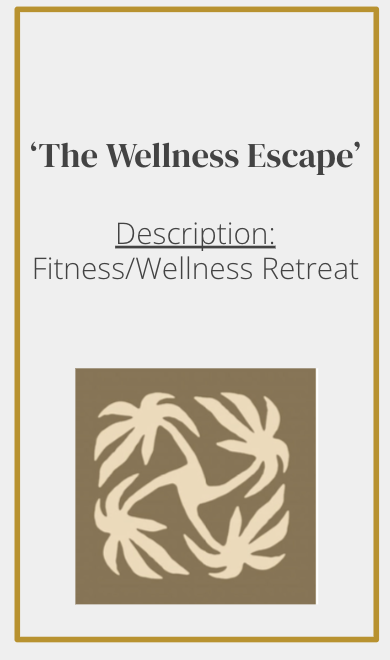 ‘The Wellness Escape’
Description:
Fitness/Wellness Retreat